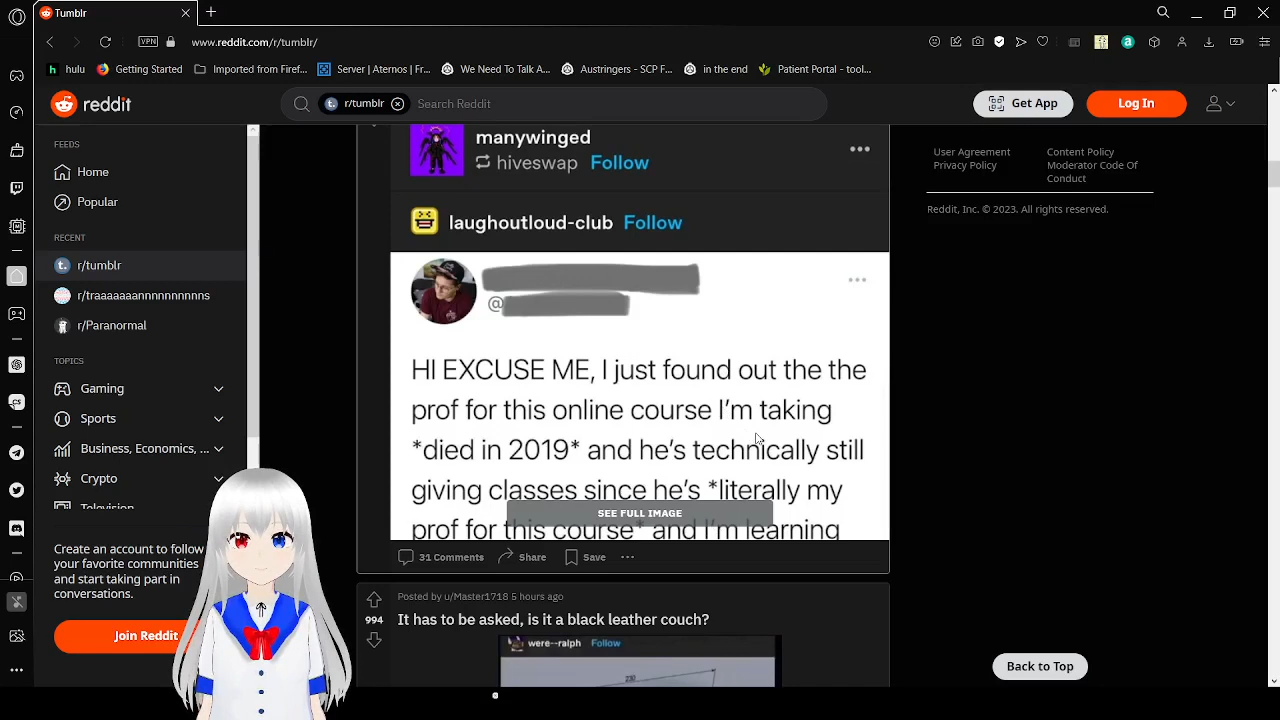 Tumblr
VPN
www.reddit.com/r/tumblr/
hulu
Getting Started
Imported from Firef...
Server | Aternos | Fr...
We Need To Talk A...
Austringers - SCP F...
in the end
Patient Portal - tool...
reddit
r/tumblr
Search Reddit
Get App
Log In
FEEDS
Home
Popular
RECENT
r/tumblr
r/traaaaaaannnnnnnnnns
r/Paranormal
TOPICS
Gaming
Sports
Business, Economics, ...
Crypto
Television
Create an account to follow
your favorite communities
and start taking part in
conversations.
Join Reddit
manywinged
hiveswap Follow
laughoutloud-club Follow
@
HI EXCUSE ME, I just found out the the
prof for this online course I'm taking
*died in 2019* and he's technically still
giving classes since he's *literally my
prof for this course* and I'm learning
SEE FULL IMAGE
31 Comments
Share
Save
Posted by u/Master1718 5 hours ago
994
It has to be asked, is it a black leather couch?
were--ralph Follow
230
User Agreement
Privacy Policy
Content Policy
Moderator Code Of
Conduct
Reddit, Inc. © 2023. All rights reserved.
Back to Top